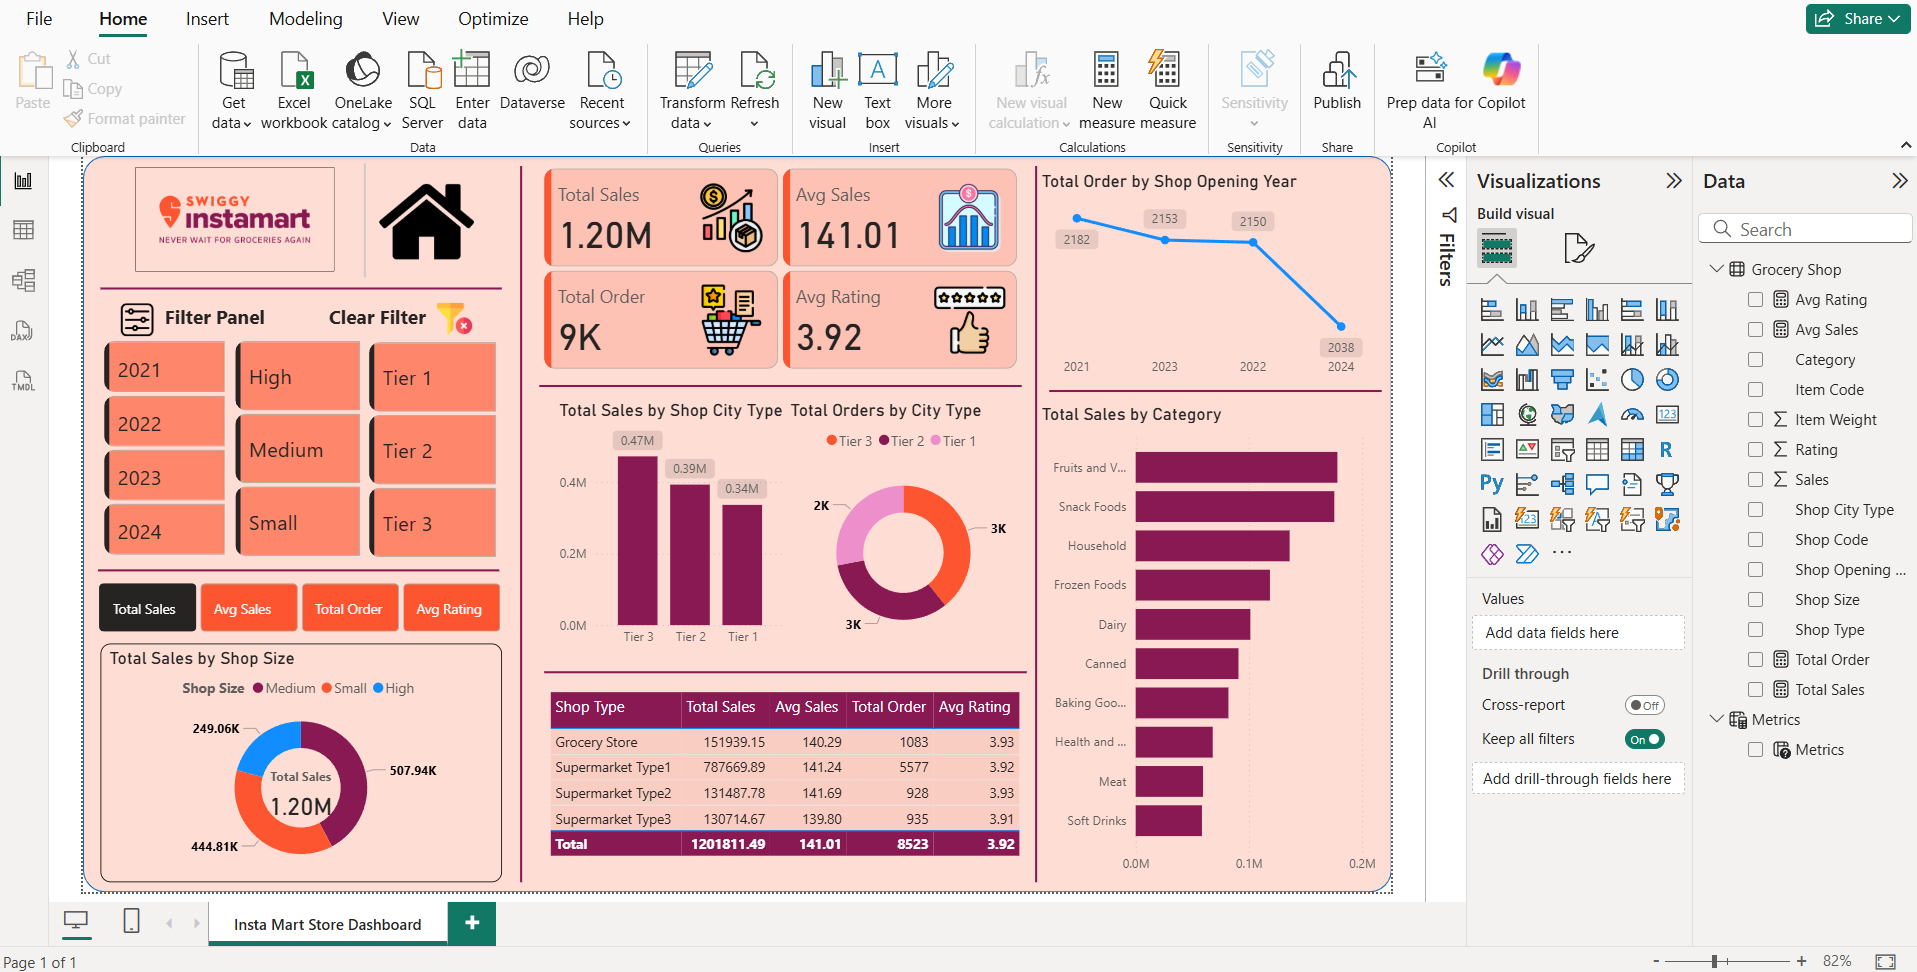 File Home Insert Modeling View Optimize Help Share
Paste
Cut
Copy
Format painter
Clipboard
Get data
Excel workbook
OneLake catalog
SQL Server
Enter data
Dataverse
Recent sources
Data
Transform data
Refresh
Queries
New visual
Text box
More visuals
Insert
New visual calculation
New measure
Quick measure
Calculations
Sensitivity
Sensitivity
Publish
Share
Prep data for AI
Copilot
Copilot
DAX
TMDL
SWIGGY
instamart
NEVER WAIT FOR GROCERIES AGAIN
Filter Panel
Clear Filter
2021
2022
2023
2024
High
Medium
Small
Tier 1
Tier 2
Tier 3
Total Sales
Avg Sales
Total Order
Avg Rating
Total Sales by Shop Size
Shop Size Medium Small High
249.06K
507.94K
444.81K
Total Sales
1.20M
Total Sales
1.20M
Avg Sales
141.01
Total Order
9K
Avg Rating
3.92
Total Sales by Shop City Type
0.47M
0.39M
0.34M
0.4M
0.2M
0.0M
Tier 3 Tier 2 Tier 1
Total Orders by City Type
Tier 3 Tier 2 Tier 1
2K
3K
3K
Shop Type Total Sales Avg Sales Total Order Avg Rating
Grocery Store 151939.15 140.29 1083 3.93
Supermarket Type1 787669.89 141.24 5577 3.92
Supermarket Type2 131487.78 141.69 928 3.93
Supermarket Type3 130714.67 139.80 935 3.91
Total 1201811.49 141.01 8523 3.92
Total Order by Shop Opening Year
2182
2153
2150
2038
2021 2023 2022 2024
Total Sales by Category
Fruits and V...
Snack Foods
Household
Frozen Foods
Dairy
Canned
Baking Goo...
Health and ...
Meat
Soft Drinks
0.0M 0.1M 0.2M
Filters
Visualizations
Build visual
123
R
Py
123
Values
Add data fields here
Drill through
Cross-report Off
Keep all filters On
Add drill-through fields here
Data
Search
Grocery Shop
Avg Rating
Avg Sales
Category
Item Code
Item Weight
Rating
Sales
Shop City Type
Shop Code
Shop Opening ...
Shop Size
Shop Type
Total Order
Total Sales
Metrics
Metrics
Insta Mart Store Dashboard
Page 1 of 1
- + 82%